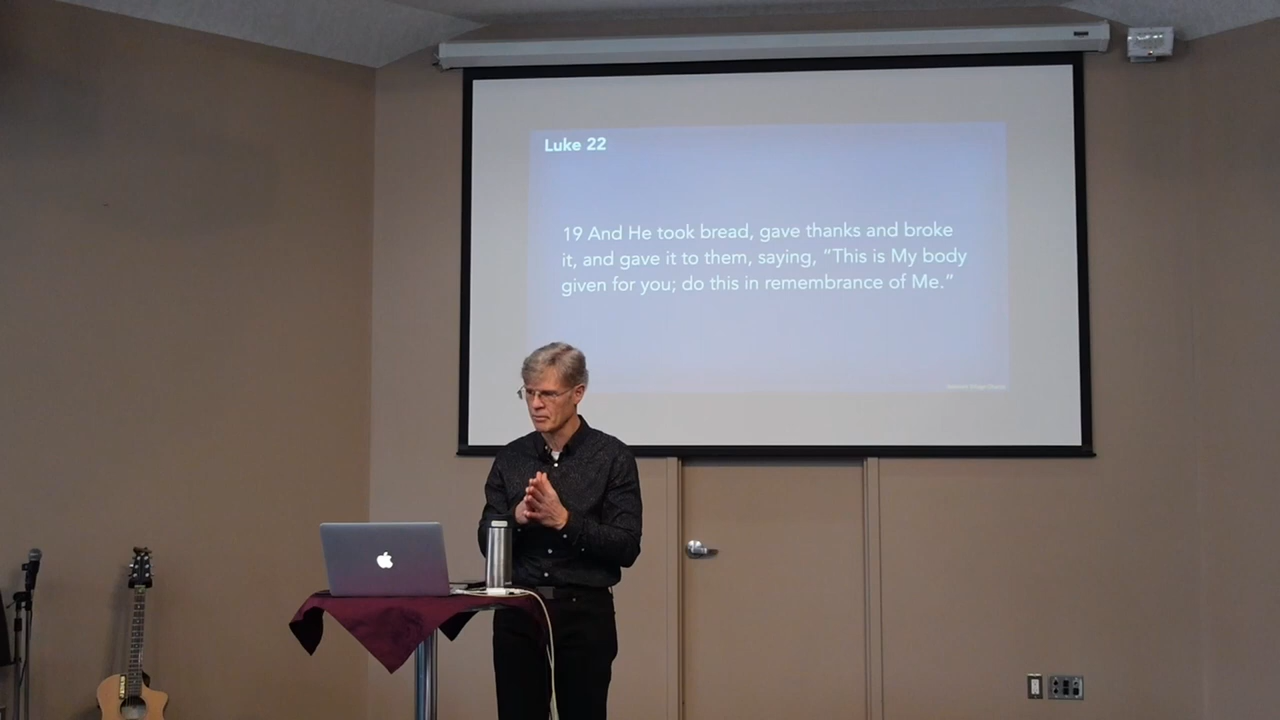 Luke 22
19 And He took bread, gave thanks and broke
it, and gave it to them, saying, “This is My body
given for you; do this in remembrance of Me.”